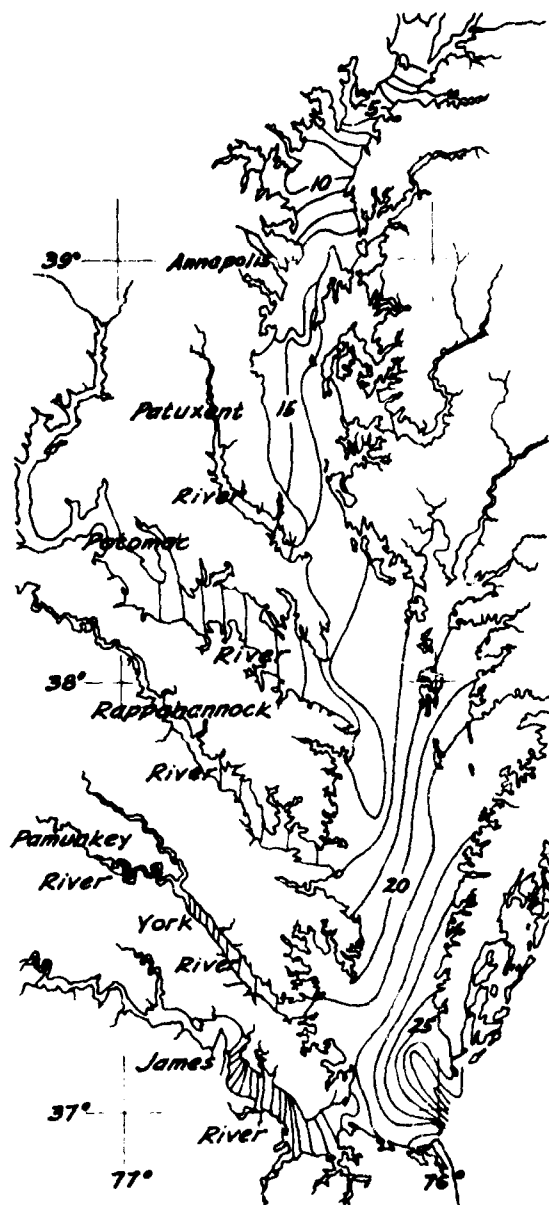 5
10
39°
Annapolis
15
Patuxent
River
Potomac
River
38°
Rappahannock
River
Pamunkey
River
20
York
River
25
James
37°
River
77°
76°